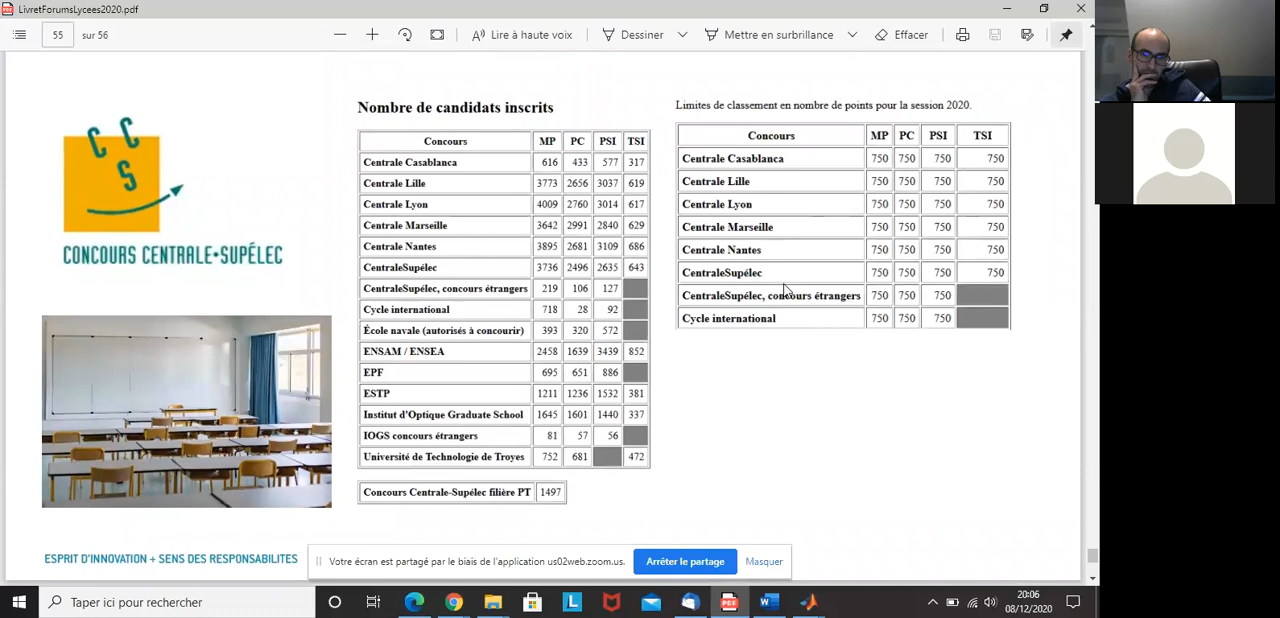 LivretForumsLycees2020.pdf
55 sur 56
Lire à haute voix
Dessiner
Mettre en surbrillance
Effacer
CCS
CONCOURS CENTRALE•SUPÉLEC
Nombre de candidats inscrits
Concours MP PC PSI TSI
Centrale Casablanca 616 433 577 317
Centrale Lille 3773 2656 3037 619
Centrale Lyon 4009 2760 3014 617
Centrale Marseille 3642 2991 2840 629
Centrale Nantes 3895 2681 3109 686
CentraleSupélec 3736 2496 2635 643
CentraleSupélec, concours étrangers 219 106 127
Cycle international 718 28 92
École navale (autorisés à concourir) 393 320 572
ENSAM / ENSEA 2458 1639 3439 852
EPF 695 651 886
ESTP 1211 1236 1532 381
Institut d'Optique Graduate School 1645 1601 1440 337
IOGS concours étrangers 81 57 56
Université de Technologie de Troyes 752 681 472
Concours Centrale-Supélec filière PT 1497
Limites de classement en nombre de points pour la session 2020.
Concours MP PC PSI TSI
Centrale Casablanca 750 750 750 750
Centrale Lille 750 750 750 750
Centrale Lyon 750 750 750 750
Centrale Marseille 750 750 750 750
Centrale Nantes 750 750 750 750
CentraleSupélec 750 750 750 750
CentraleSupélec, concours étrangers 750 750 750
Cycle international 750 750 750
ESPRIT D'INNOVATION + SENS DES RESPONSABILITES
Votre écran est partagé par le biais de l'application us02web.zoom.us.
Arrêter le partage
Masquer
Taper ici pour rechercher
20:06
08/12/2020